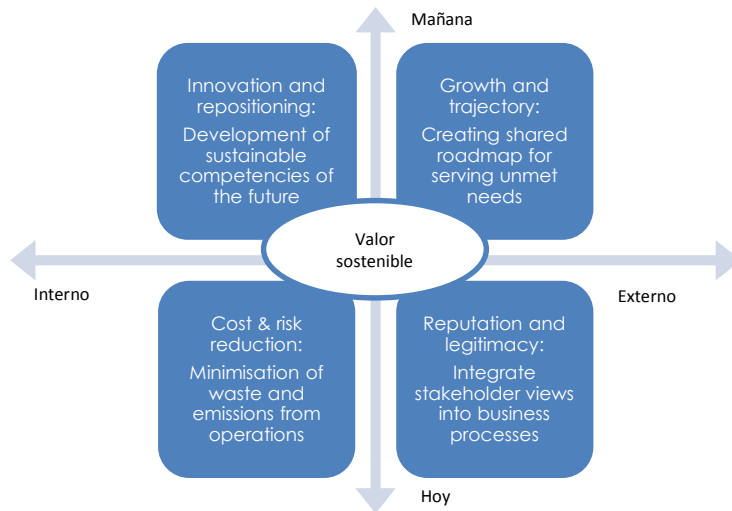 Mañana
Innovation and
repositioning:
Development of
sustainable
competencies of
the future
Growth and
trajectory:
Creating shared
roadmap for
serving unmet
needs
Valor
sostenible
Interno
Externo
Cost & risk
reduction:
Minimisation of
waste and
emissions from
operations
Reputation and
legitimacy:
Integrate
stakeholder views
into business
processes
Hoy